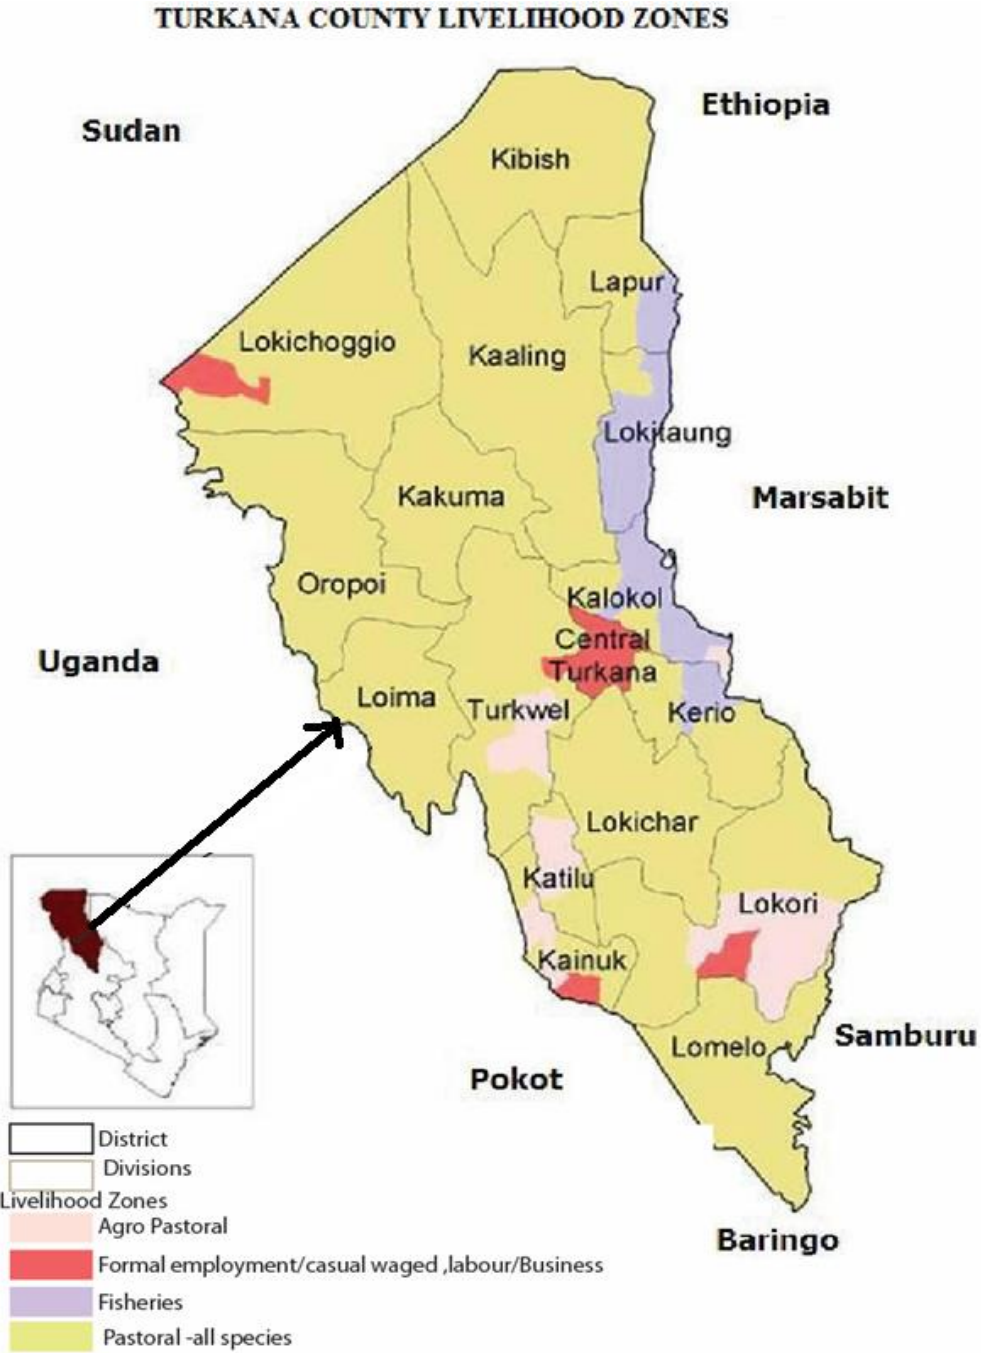 TURKANA COUNTY LIVELIHOOD ZONES
Ethiopia
Sudan
Kibish
Lapur
Lokichoggio
Kaaling
Lokitaung
Kakuma
Marsabit
Oropoi
Kalokol
Central
Turkana
Uganda
Loima
Turkwel
Kerio
Lokichar
Katilu
Lokori
Kainuk
Samburu
Lomelo
Pokot
District
Divisions
Livelihood Zones
Agro Pastoral
Baringo
Formal employment/casual waged ,labour/Business
Fisheries
Pastoral -all species